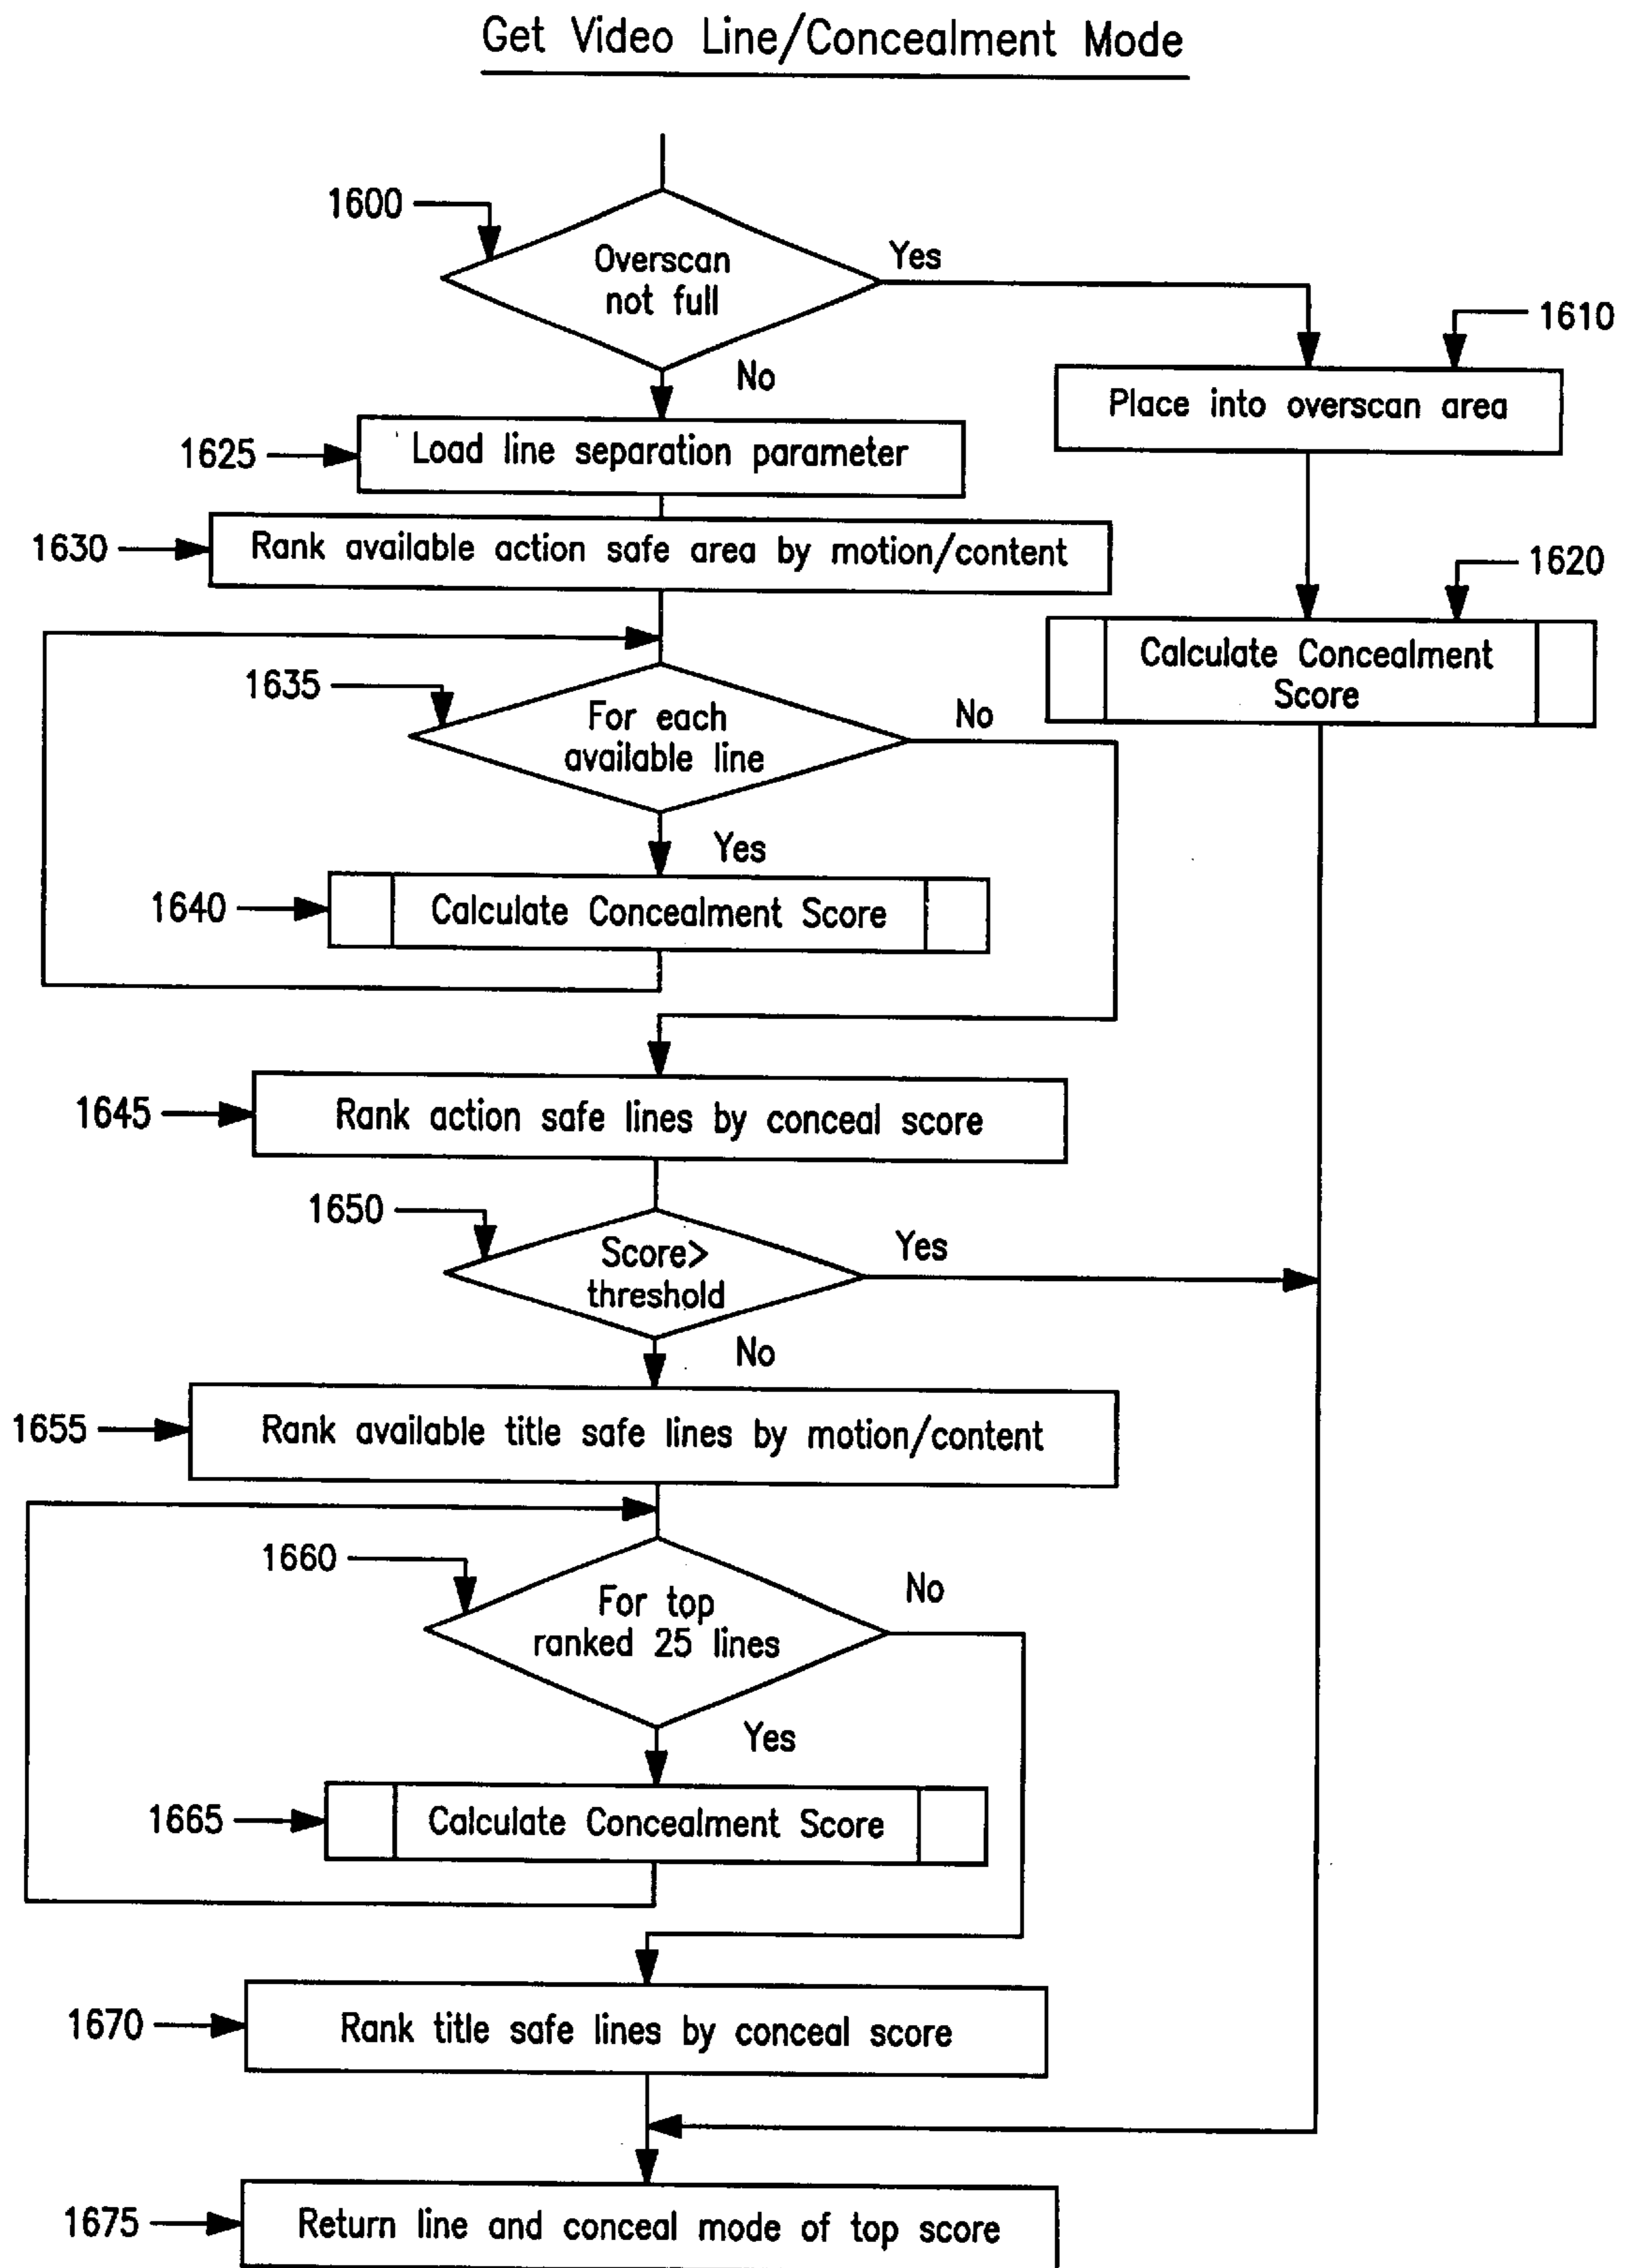 Get Video Line/Concealment Mode
1600
Overscan
not full
Yes
1610
No
Place into overscan area
1625
Load line separation parameter
1630
Rank available action safe area by motion/content
1620
Calculate Concealment
Score
1635
For each
available line
No
Yes
1640
Calculate Concealment Score
1645
Rank action safe lines by conceal score
1650
Score>
threshold
Yes
No
1655
Rank available title safe lines by motion/content
1660
For top
ranked 25 lines
No
Yes
1665
Calculate Concealment Score
1670
Rank title safe lines by conceal score
1675
Return line and conceal mode of top score